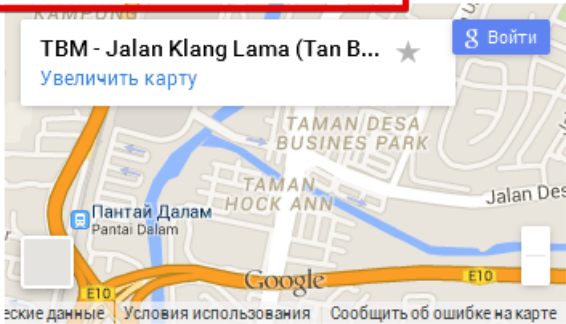 KAMPUNG
TBM - Jalan Klang Lama (Tan B...
Увеличить карту
8 Войти
TAMAN DESA
BUSINES PARK
TAMAN
HOCK ANN
Jalan Des
Пантай Далам
Pantai Dalam
E10
E10
Google
еские данные
Условия использования
Сообщить об ошибке на карте